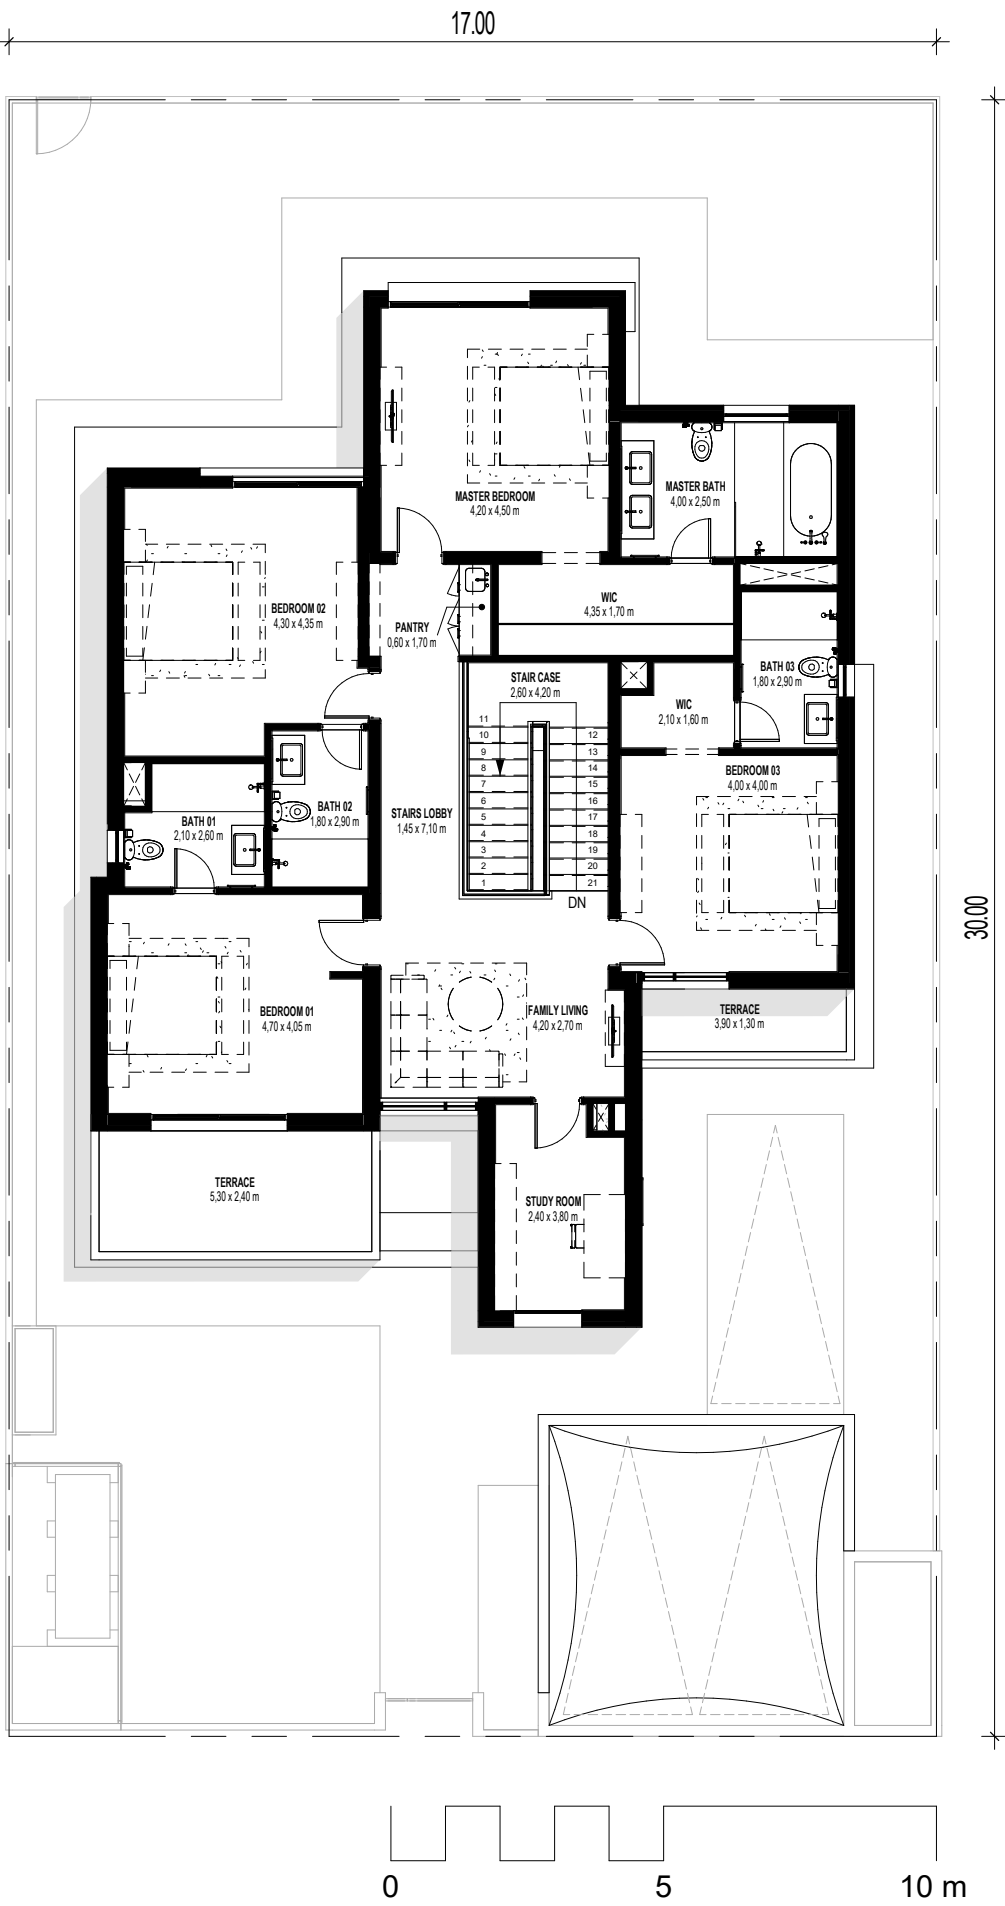 17.00
30.00
MASTER BEDROOM
4,20 x 4,50 m
MASTER BATH
4,00 x 2,50 m
BEDROOM 02
4,30 x 4,35 m
PANTRY
0,60 x 1,70 m
WIC
4,35 x 1,70 m
BATH 03
1,80 x 2,90 m
STAIR CASE
2,60 x 4,20 m
WIC
2,10 x 1,60 m
11
10
9
8
7
6
5
4
3
2
1
12
13
14
15
16
17
18
19
20
21
DN
BEDROOM 03
4,00 x 4,00 m
STAIRS LOBBY
1,45 x 7,10 m
BATH 02
1,80 x 2,90 m
BATH 01
2,10 x 2,60 m
BEDROOM 01
4,70 x 4,05 m
FAMILY LIVING
4,20 x 2,70 m
TERRACE
3,90 x 1,30 m
TERRACE
5,30 x 2,40 m
STUDY ROOM
2,40 x 3,80 m
0
5
10 m